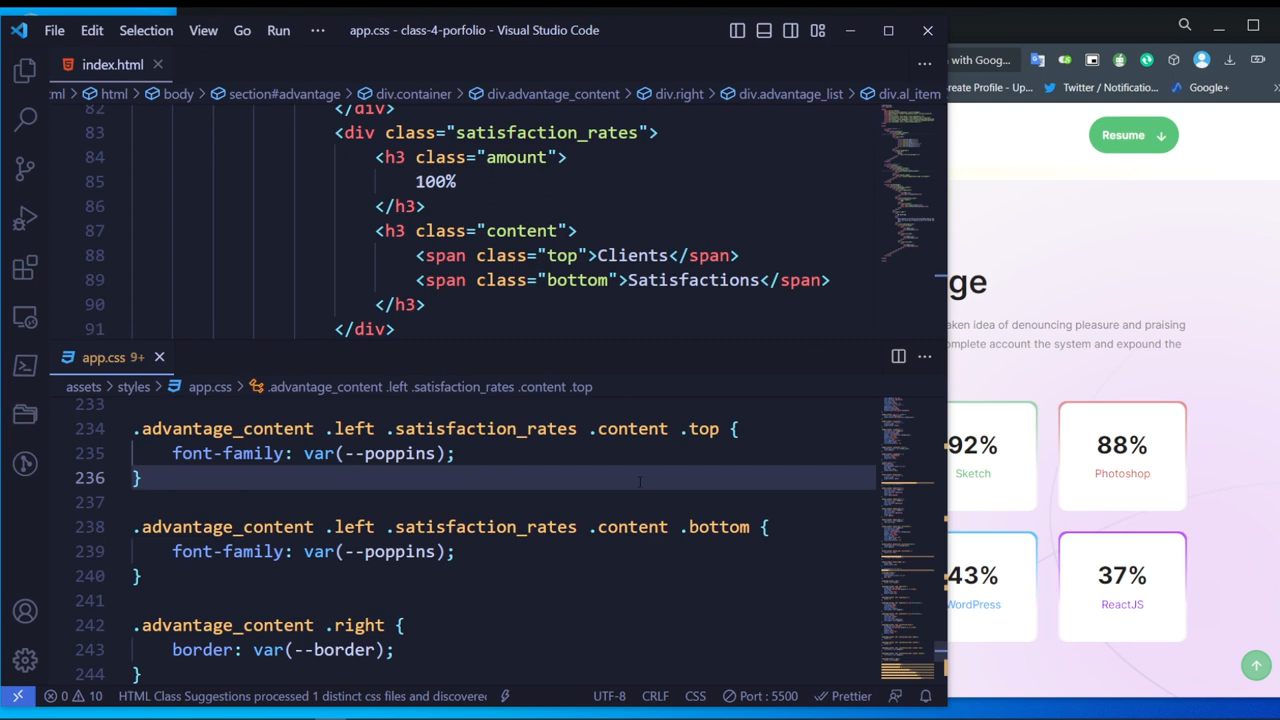 File Edit Selection View Go Run ··· app.css - class-4-porfolio - Visual Studio Code
index.html
ml > html > body > section#advantage > div.container > div.advantage_content > div.right > div.advantage_list > div.al_item
82 </div>
83 <div class="satisfaction_rates">
84 <h3 class="amount">
85 100%
86 </h3>
87 <h3 class="content">
88 <span class="top">Clients</span>
89 <span class="bottom">Satisfactions</span>
90 </h3>
91 </div>
app.css 9+
assets > styles > app.css > .advantage_content .left .satisfaction_rates .content .top
233
234 .advantage_content .left .satisfaction_rates .content .top {
235 font-family: var(--poppins);
236 }
237
238 .advantage_content .left .satisfaction_rates .content .bottom {
239 font-family: var(--poppins);
240 }
241
242 .advantage_content .right {
243 border: var(--border);
244 }
0 10 HTML Class suggestions processed 1 distinct css files and discovere UTF-8 CRLF CSS Port : 5500 Prettier
with Goog...
reate Profile - Up... Twitter / Notificatio... Google+
Resume
ge
aken idea of denouncing pleasure and praising
omplete account the system and expound the
92%
Sketch
88%
Photoshop
43%
WordPress
37%
ReactJS